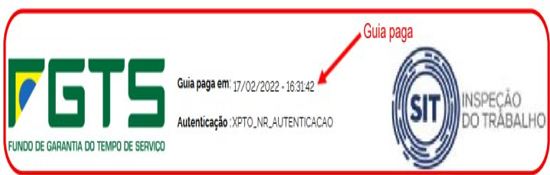 Guia paga
FGTS
FUNDO DE GARANTIA DO TEMPO DE SERVIÇO
Guia paga em: 17/02/2022 - 16:31:42
Autenticação :XPTO_NR_AUTENTICACAO
SIT
INSPEÇÃO
DO TRABALHO